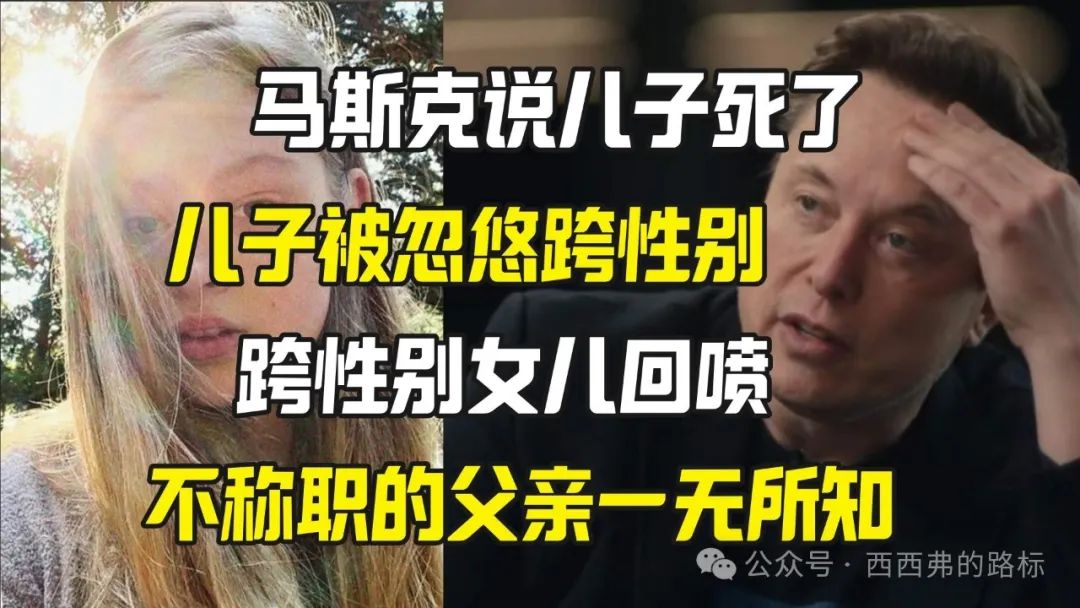 马斯克说儿子死了
儿子被忽悠跨性别
跨性别女儿回喷
不称职的父亲一无所知
公众号·西西弗的路标